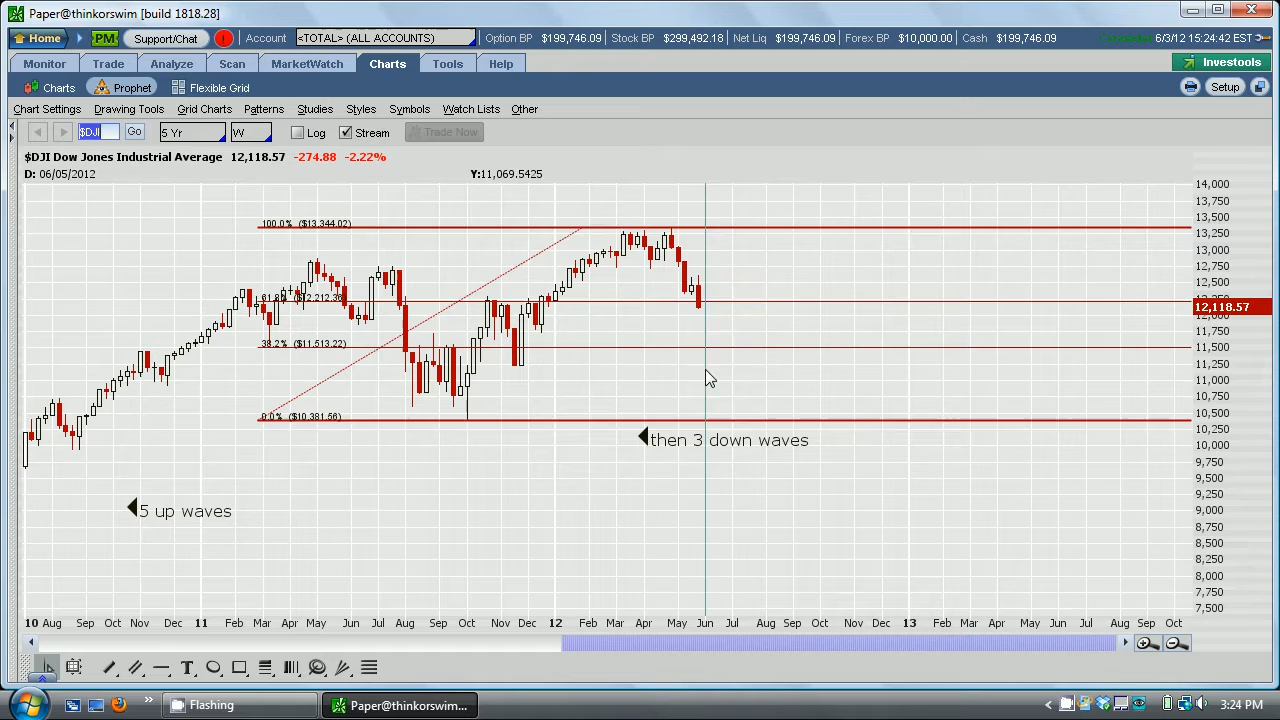 Paper@thinkorswim [build 1818.28]
Home PM Support/Chat ! Account <TOTAL> (ALL ACCOUNTS) Option BP $199,746.09 Stock BP $299,492.18 Net Liq $199,746.09 Forex BP $10,000.00 Cash $199,746.09 Connected 6/3/12 15:24:42 EST
Monitor Trade Analyze Scan MarketWatch Charts Tools Help Investools
Charts Prophet Flexible Grid Setup
Chart Settings Drawing Tools Grid Charts Patterns Studies Styles Symbols Watch Lists Other
$DJI Go 5 Yr W Log Stream Trade Now
$DJI Dow Jones Industrial Average 12,118.57 -274.88 -2.22%
D: 06/05/2012 Y:11,069.5425
14,000
13,750
100.0% ($13,344.02) 13,500
13,250
13,000
12,750
12,500
61.8% ($12,212.36)
12,118.57
12,000
11,750
38.2% ($11,513.22) 11,500
11,250
11,000
10,750
0.0% ($10,381.56) 10,500
10,250
then 3 down waves
10,000
9,750
9,500
9,250
5 up waves 9,000
8,750
8,500
8,250
8,000
7,750
7,500
10 Aug Sep Oct Nov Dec 11 Feb Mar Apr May Jun Jul Aug Sep Oct Nov Dec 12 Feb Mar Apr May Jun Jul Aug Sep Oct Nov Dec 13 Feb Mar Apr May Jun Jul Aug Sep Oct
T
Flashing Paper@thinkorswim... 3:24 PM